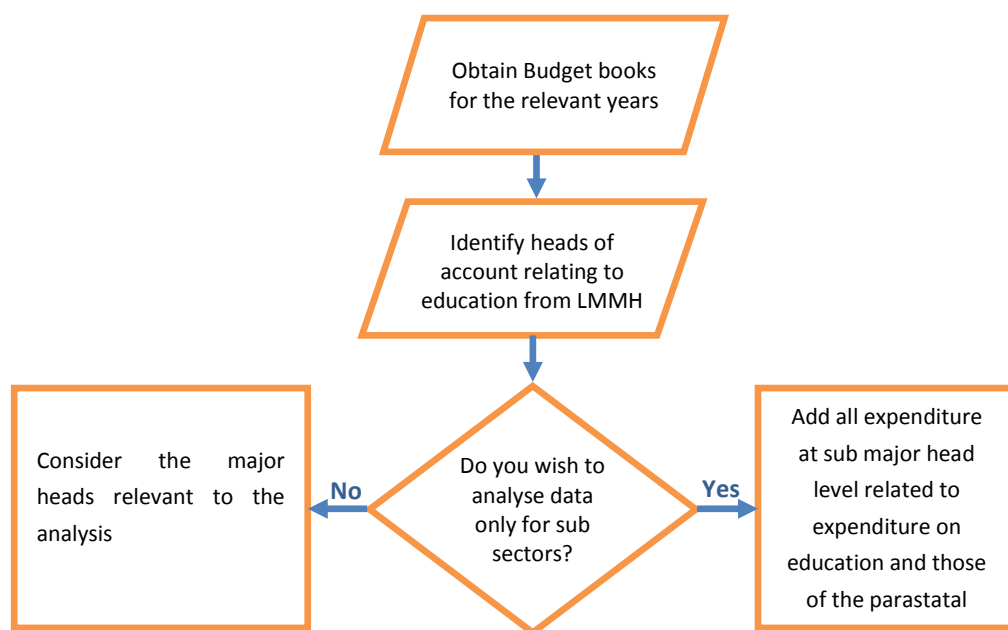 Obtain Budget books
for the relevant years
Identify heads of
account relating to
education from LMMH
Consider the major
heads relevant to the
analysis
No
Do you wish to
analyse data
only for sub
sectors?
Yes
Add all expenditure
at sub major head
level related to
expenditure on
education and those
of the parastatal